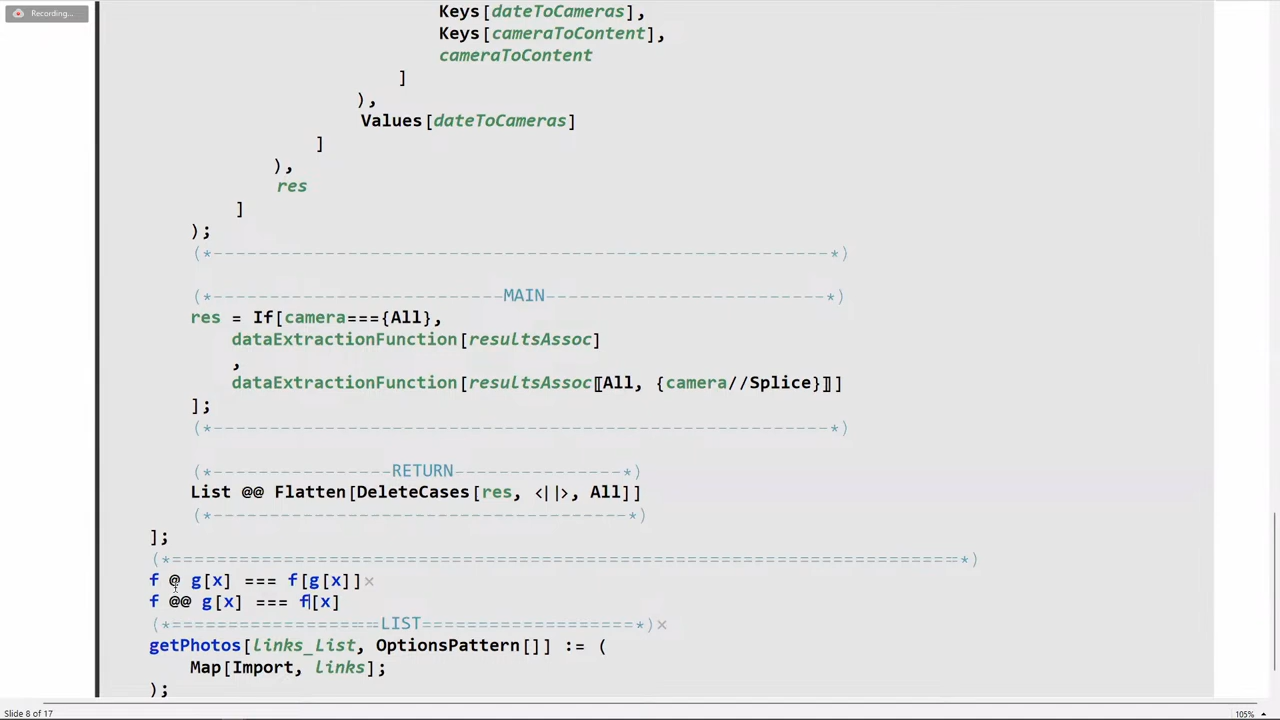 Recording...
Keys[dateToCameras],
Keys[cameraToContent],
cameraToContent
]
),
Values[dateToCameras]
]
),
res
]
);
(*---------------------------------------------------------*)
(*---------------------------MAIN---------------------------*)
res = If[camera==={All},
dataExtractionFunction[resultsAssoc]
,
dataExtractionFunction[resultsAssoc[[All, {camera//Splice}]]]
];
(*---------------------------------------------------------*)
(*----------------RETURN---------------*)
List @@ Flatten[DeleteCases[res, <||>, All]]
(*--------------------------------------*)
];
(*=========================================================================*)
f @ g[x] === f[g[x]]×
f @@ g[x] === f[x]
(*===================LIST=====================*)×
getPhotos[links_List, OptionsPattern[]] := (
Map[Import, links];
);
Slide 8 of 17
105%